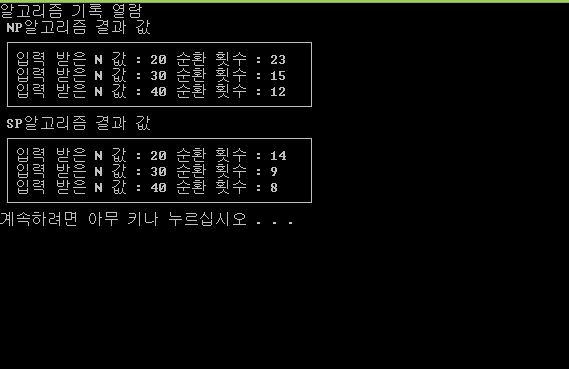 알고리즘 기록 열람
NP알고리즘 결과 값
입력 받은 N 값 : 20 순환 횟수 : 23
입력 받은 N 값 : 30 순환 횟수 : 15
입력 받은 N 값 : 40 순환 횟수 : 12
SP알고리즘 결과 값
입력 받은 N 값 : 20 순환 횟수 : 14
입력 받은 N 값 : 30 순환 횟수 : 9
입력 받은 N 값 : 40 순환 횟수 : 8
계속하려면 아무 키나 누르십시오 . . .